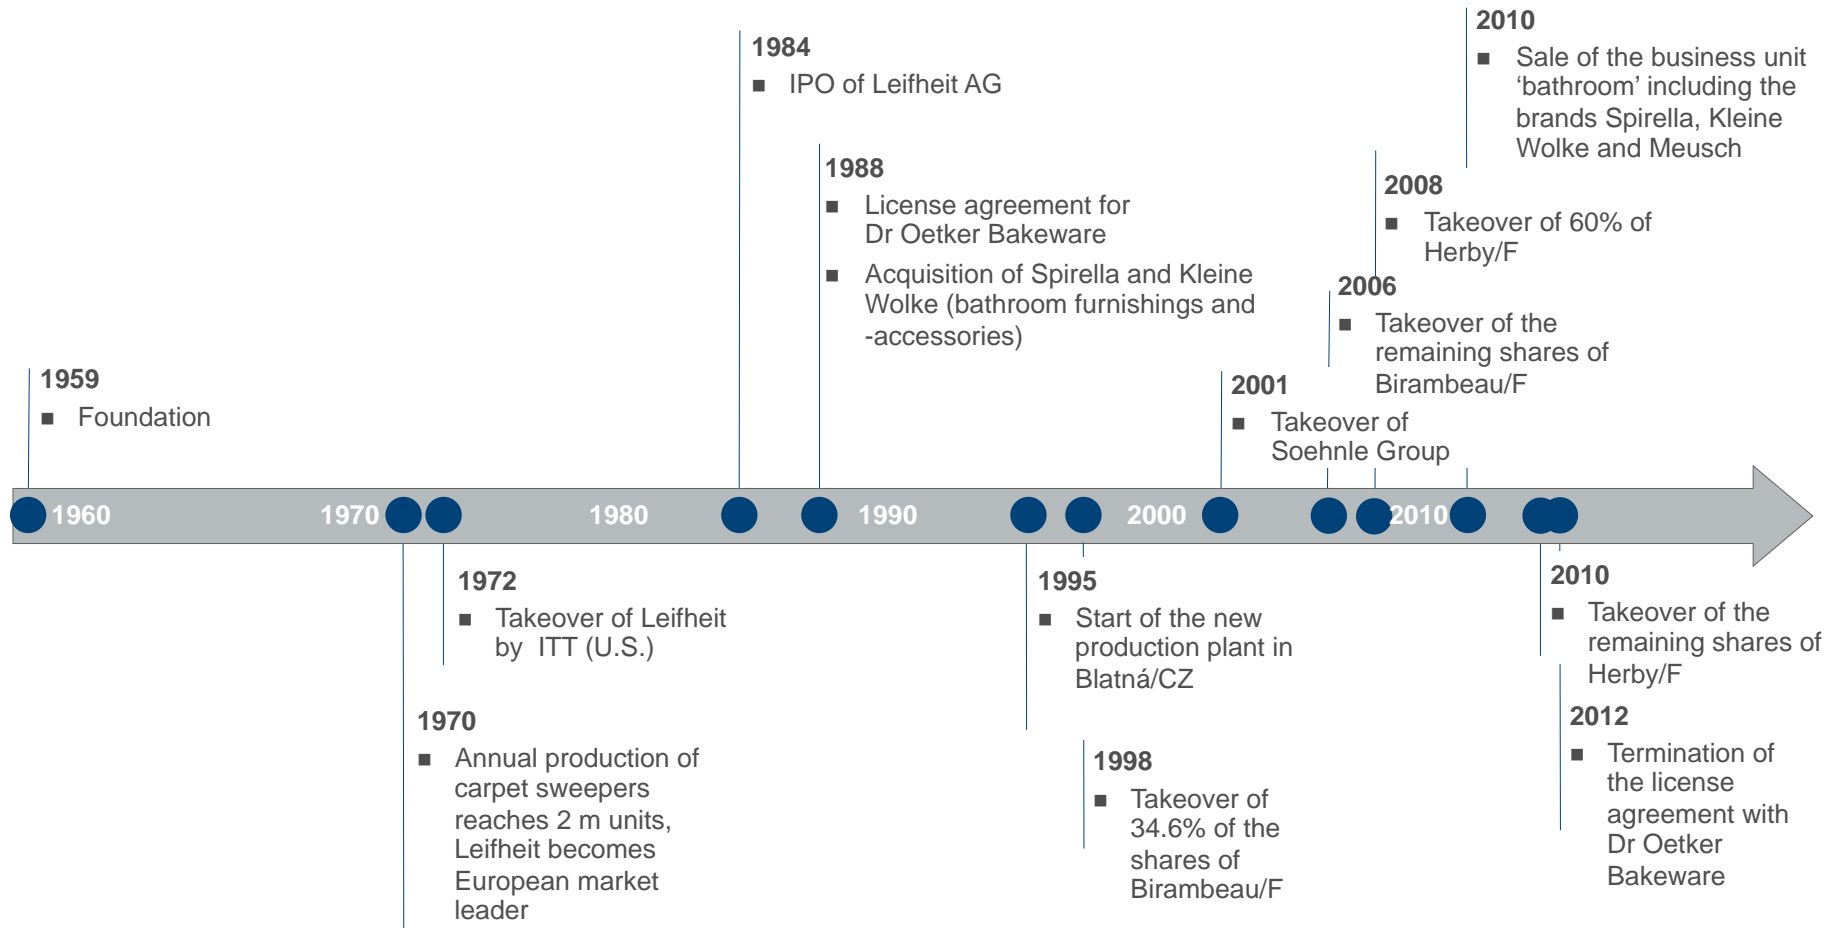 1959
■ Foundation
1984
■ IPO of Leifheit AG
1988
■ License agreement for
Dr Oetker Bakeware
■ Acquisition of Spirella and Kleine
Wolke (bathroom furnishings and
-accessories)
2001
■ Takeover of
Soehnle Group
2006
■ Takeover of the
remaining shares of
Birambeau/F
2008
■ Takeover of 60% of
Herby/F
2010
■ Sale of the business unit
‘bathroom’ including the
brands Spirella, Kleine
Wolke and Meusch
1960 1970 1980 1990 2000 2010
1970
■ Annual production of
carpet sweepers
reaches 2 m units,
Leifheit becomes
European market
leader
1972
■ Takeover of Leifheit
by ITT (U.S.)
1995
■ Start of the new
production plant in
Blatná/CZ
1998
■ Takeover of
34.6% of the
shares of
Birambeau/F
2010
■ Takeover of the
remaining shares of
Herby/F
2012
■ Termination of
the license
agreement with
Dr Oetker
Bakeware